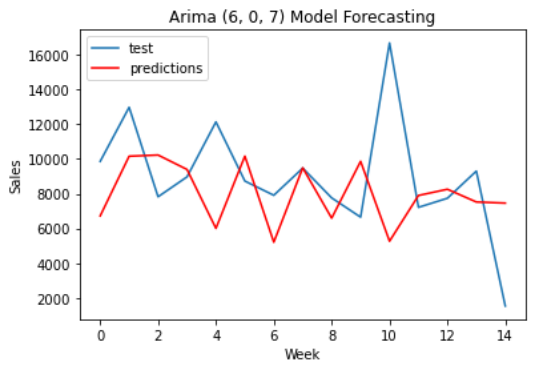 Arima (6, 0, 7) Model Forecasting
test
predictions
Sales
16000
14000
12000
10000
8000
6000
4000
2000
0 2 4 6 8 10 12 14
Week